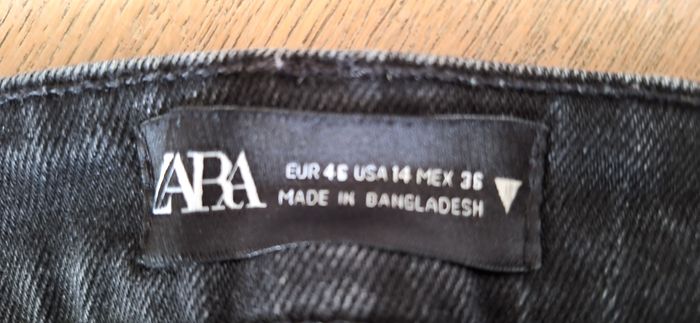 ZARA
EUR 46 USA 14 MEX 36
MADE IN BANGLADESH